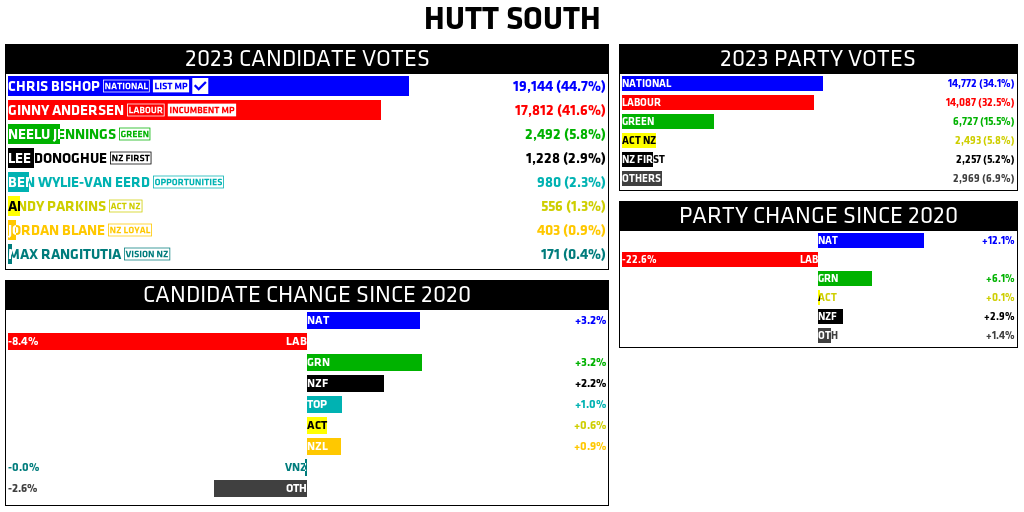 HUTT SOUTH
2023 CANDIDATE VOTES
CHRIS BISHOP NATIONAL LIST MP 19,144 (44.7%)
GINNY ANDERSEN LABOUR INCUMBENT MP 17,812 (41.6%)
NEELU JENNINGS GREEN 2,492 (5.8%)
LEE DONOGHUE NZ FIRST 1,228 (2.9%)
BEN WYLIE-VAN EERD OPPORTUNITIES 980 (2.3%)
ANDY PARKINS ACT NZ 556 (1.3%)
JORDAN BLANE NZ LOYAL 403 (0.9%)
MAX RANGITUTIA VISION NZ 171 (0.4%)
CANDIDATE CHANGE SINCE 2020
NAT +3.2%
-8.4% LAB
GRN +3.2%
NZF +2.2%
TOP +1.0%
ACT +0.6%
NZL +0.9%
-0.0% VNZ
-2.6% OTH
2023 PARTY VOTES
NATIONAL 14,772 (34.1%)
LABOUR 14,087 (32.5%)
GREEN 6,727 (15.5%)
ACT NZ 2,493 (5.8%)
NZ FIRST 2,257 (5.2%)
OTHERS 2,969 (6.9%)
PARTY CHANGE SINCE 2020
NAT +12.1%
-22.6% LAB
GRN +6.1%
ACT +0.1%
NZF +2.9%
OTH +1.4%